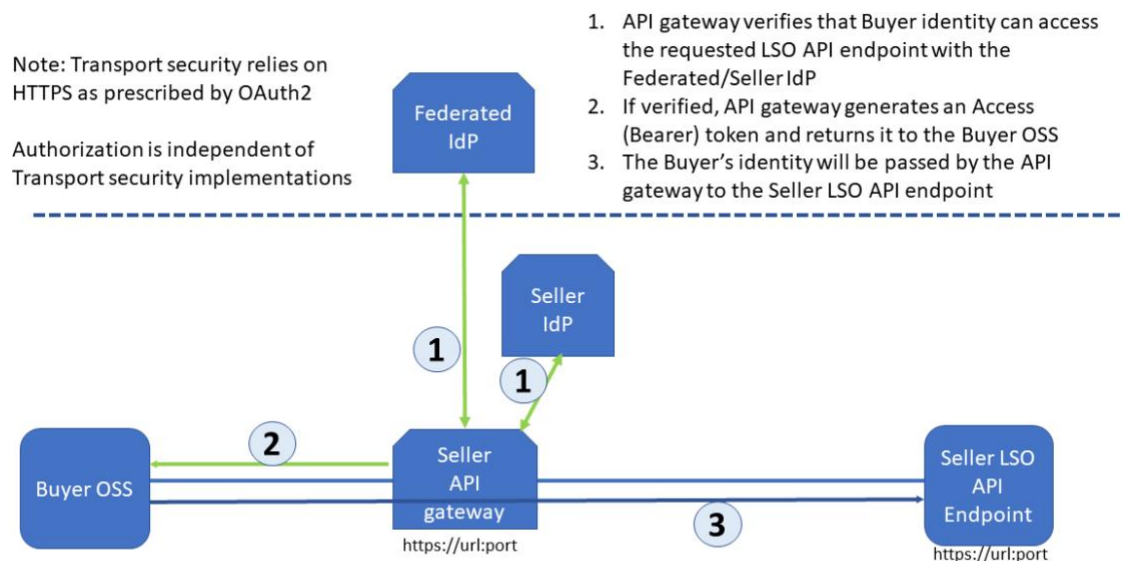 Note: Transport security relies on
HTTPS as prescribed by OAuth2
Authorization is independent of
Transport security implementations
1. API gateway verifies that Buyer identity can access
the requested LSO API endpoint with the
Federated/Seller IdP
2. If verified, API gateway generates an Access
(Bearer) token and returns it to the Buyer OSS
3. The Buyer's identity will be passed by the API
gateway to the Seller LSO API endpoint
Federated
IdP
Seller
IdP
1
1
2
Buyer OSS
Seller
API
gateway
https://url:port
3
Seller LSO
API
Endpoint
https://url:port